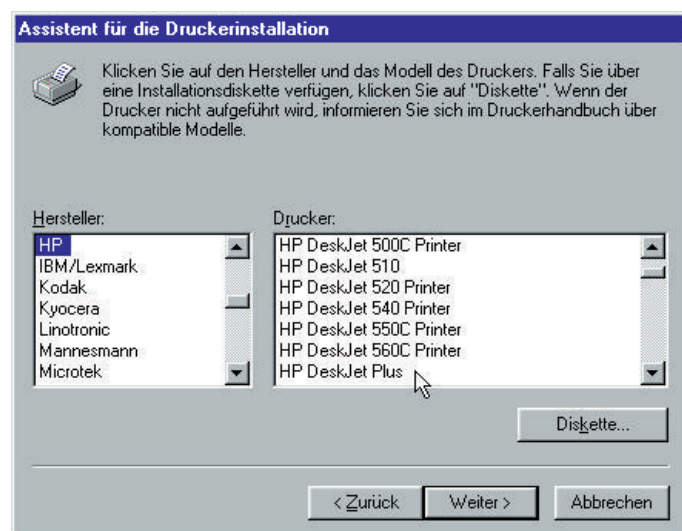 Assistent für die Druckerinstallation
Klicken Sie auf den Hersteller und das Modell des Druckers. Falls Sie über
eine Installationsdiskette verfügen, klicken Sie auf "Diskette". Wenn der
Drucker nicht aufgeführt wird, informieren Sie sich im Druckerhandbuch über
kompatible Modelle.
Hersteller:
HP
IBM/Lexmark
Kodak
Kyocera
Linotronic
Mannesmann
Microtek
Drucker:
HP DeskJet 500C Printer
HP DeskJet 510
HP DeskJet 520 Printer
HP DeskJet 540 Printer
HP DeskJet 550C Printer
HP DeskJet 560C Printer
HP DeskJet Plus
Diskette...
< Zurück
Weiter >
Abbrechen